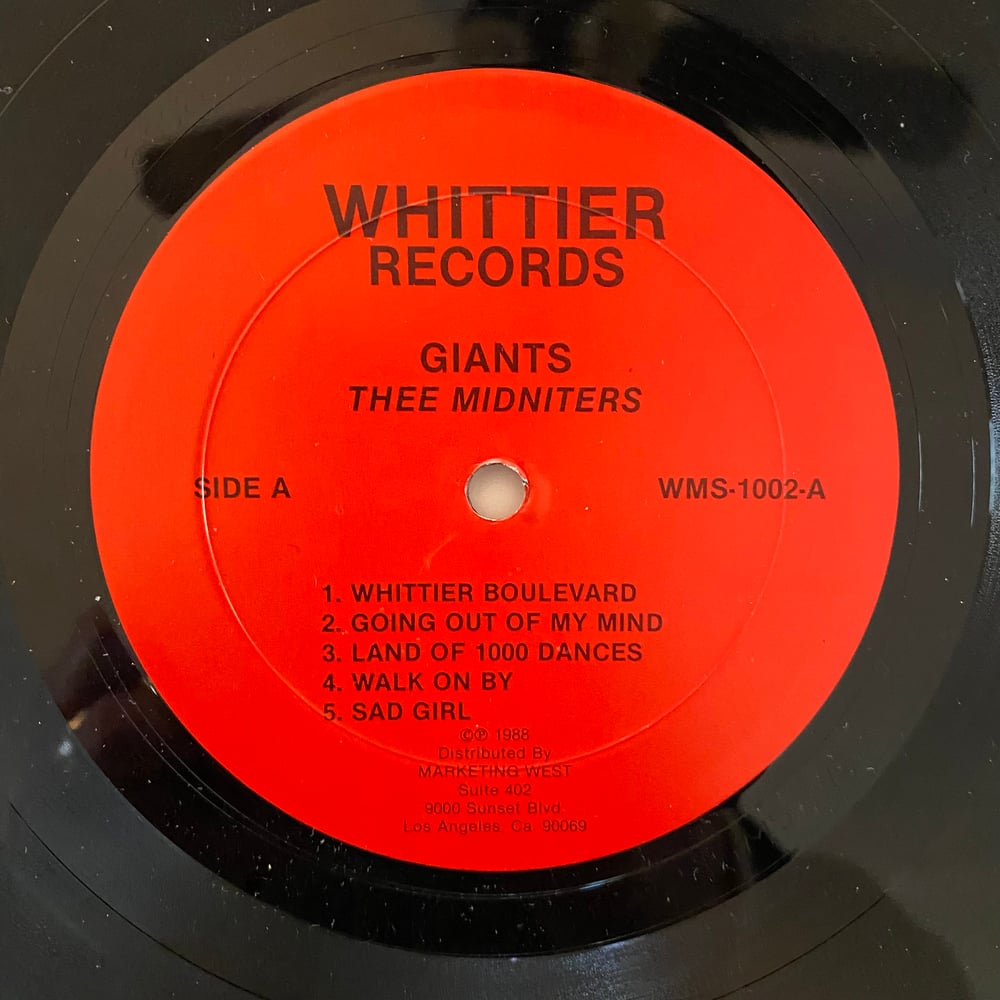 WHITTIER
RECORDS
GIANTS
THEE MIDNITERS
SIDE A
WMS-1002-A
1. WHITTIER BOULEVARD
2. GOING OUT OF MY MIND
3. LAND OF 1000 DANCES
4. WALK ON BY
5. SAD GIRL
©℗ 1988
Distributed By
MARKETING WEST
Suite 402
9000 Sunset Blvd.
Los Angeles, Ca 90069